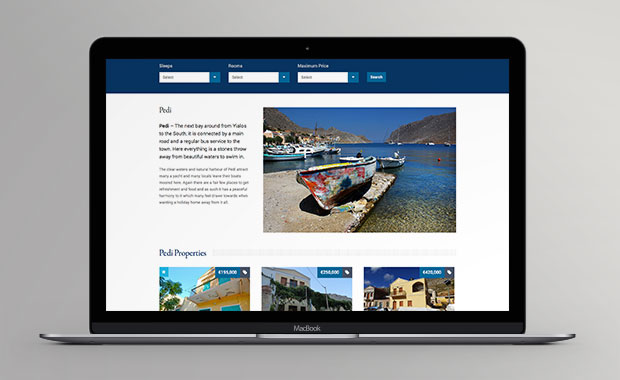 Sleeps Rooms Maximum Price
Select Select Select Search
Pedi
Pedi – The next bay around from Yialos
to the South, it is connected by a main
road and a regular bus service to the
town. Here everything is a stones throw
away from beautiful waters to swim in.
The clear waters and natural harbour of Pedi attract
many a yacht and many locals leave their boats
moored here. Again there are a fair few places to get
refreshment and food and as such it has a peaceful
harmony to it which many feel drawn towards when
wanting a holiday home away from it all.
Pedi Properties
€195,000 €250,000 €420,000
MacBook